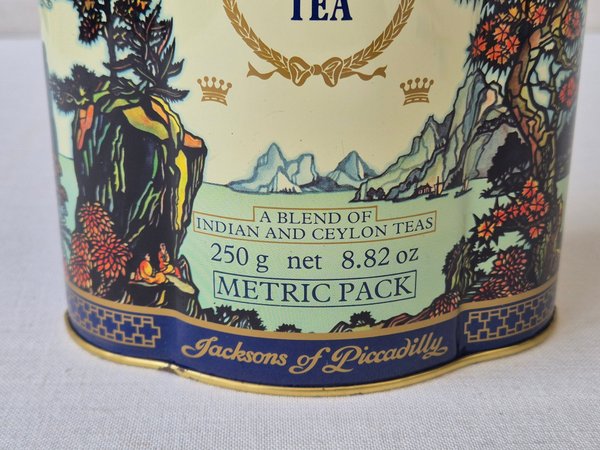 TEA
A BLEND OF
INDIAN AND CEYLON TEAS
250 g net 8.82 oz
METRIC PACK
Jacksons of Piccadilly